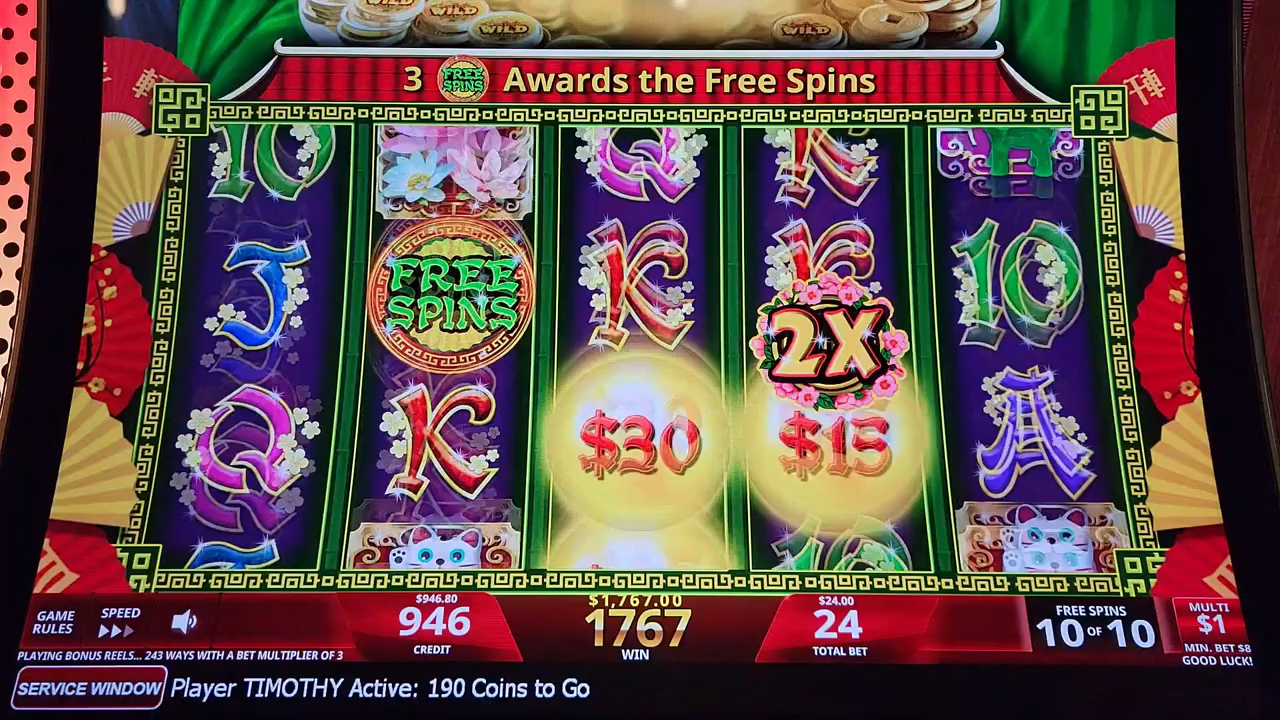 WILD WILD WILD WILD
3 FREE SPINS Awards the Free Spins
10 Q K
J FREE SPINS K K 2X 10
Q K $30 $15 A
J 10
$946.80 $1,767.00 $24.00
GAME RULES SPEED 946 1767 24 FREE SPINS 10 OF 10 MULTI $1
CREDIT WIN TOTAL BET MIN. BET $8
PLAYING BONUS REELS... 243 WAYS WITH A BET MULTIPLIER OF 3 GOOD LUCK!
SERVICE WINDOW Player TIMOTHY Active: 190 Coins to Go